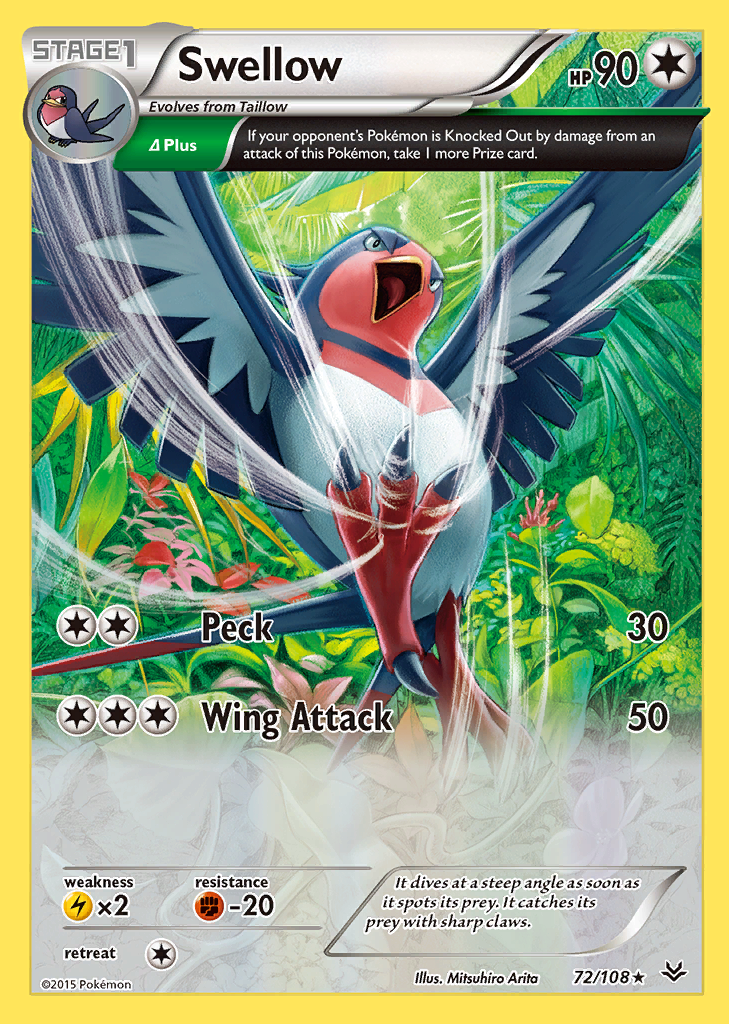 STAGE1
Swellow
HP90
Evolves from Taillow
Δ Plus
If your opponent's Pokémon is Knocked Out by damage from an
attack of this Pokémon, take 1 more Prize card.
Peck 30
Wing Attack 50
weakness resistance
×2 -20
retreat
It dives at a steep angle as soon as
it spots its prey. It catches its
prey with sharp claws.
©2015 Pokémon
Illus. Mitsuhiro Arita 72/108★